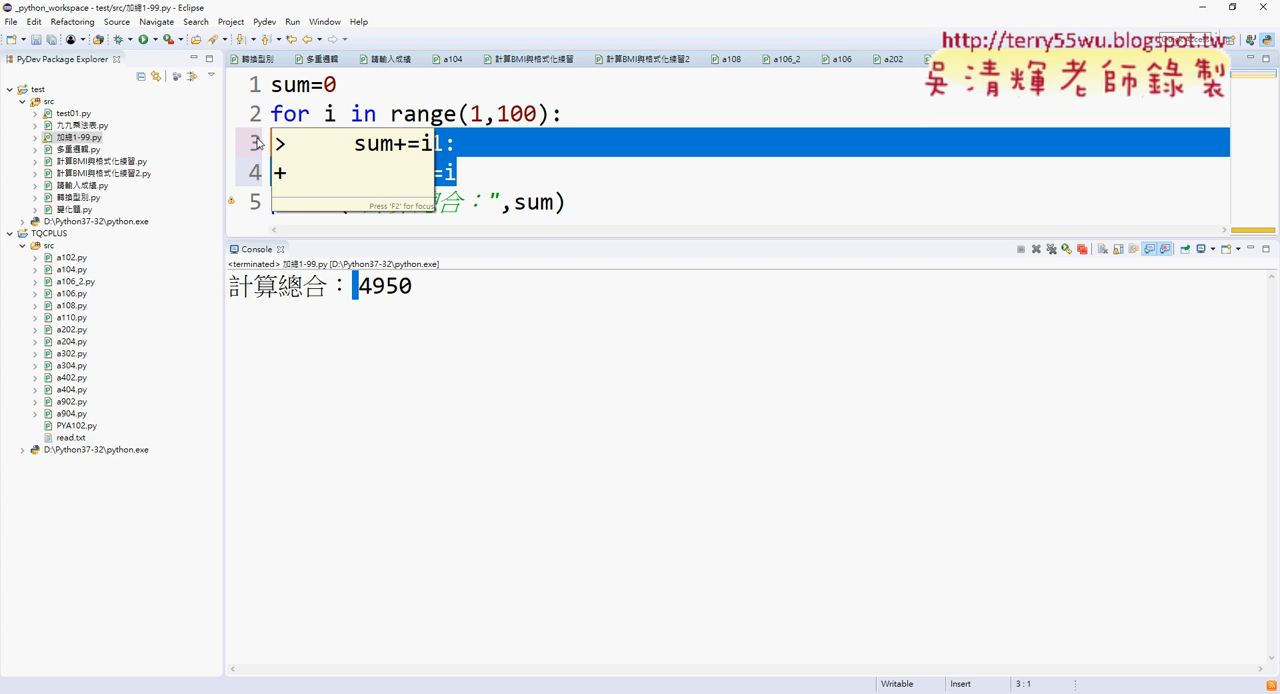 _python_workspace - test/src/加總1-99.py - Eclipse
File Edit Refactoring Source Navigate Search Project Pydev Run Window Help
http://terry55wu.blogspot.tw
吳清輝老師錄製
PyDev Package Explorer
轉換型別 多重邏輯 請輸入成績 a104 計算BMI與格式化練習 計算BMI與格式化練習2 a108 a106_2 a106 a202
test
src
test01.py
九九乘法表.py
加總1-99.py
多重邏輯.py
計算BMI與格式化練習.py
計算BMI與格式化練習2.py
請輸入成績.py
轉換型別.py
變化題.py
D:\Python37-32\python.exe
TQCPLUS
src
a102.py
a104.py
a106_2.py
a106.py
a108.py
a110.py
a202.py
a204.py
a302.py
a304.py
a402.py
a404.py
a902.py
a904.py
PYA102.py
read.txt
D:\Python37-32\python.exe
1 sum=0
2 for i in range(1,100):
3 > sum+=i1:
4 + =i
5 合：",sum)
Press 'F2' for focus
Console
<terminated> 加總1-99.py [D:\Python37-32\python.exe]
計算總合： 4950
Writable Insert 3 : 1